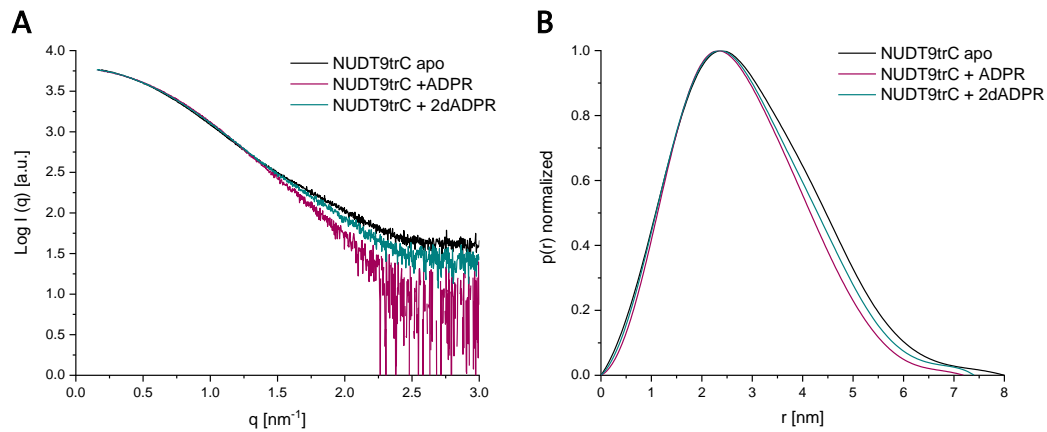 A
B
NUDT9trC apo
NUDT9trC +ADPR
NUDT9trC + 2dADPR
4.0
3.5
3.0
2.5
2.0
1.5
1.0
0.5
0.0
Log I (q) [a.u.]
0.0 0.5 1.0 1.5 2.0 2.5 3.0
q [nm-1]
NUDT9trC apo
NUDT9trC + ADPR
NUDT9trC + 2dADPR
1.0
0.8
0.6
0.4
0.2
0.0
p(r) normalized
0 1 2 3 4 5 6 7 8
r [nm]